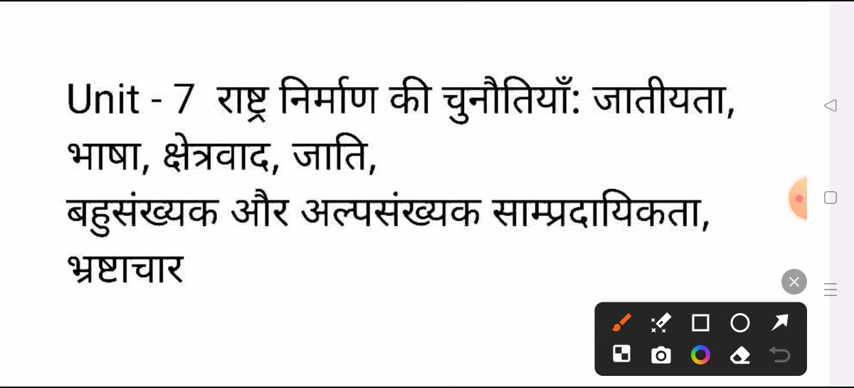 Unit - 7 राष्ट्र निर्माण की चुनौतियाँ: जातीयता,
भाषा, क्षेत्रवाद, जाति,
बहुसंख्यक और अल्पसंख्यक साम्प्रदायिकता,
भ्रष्टाचार